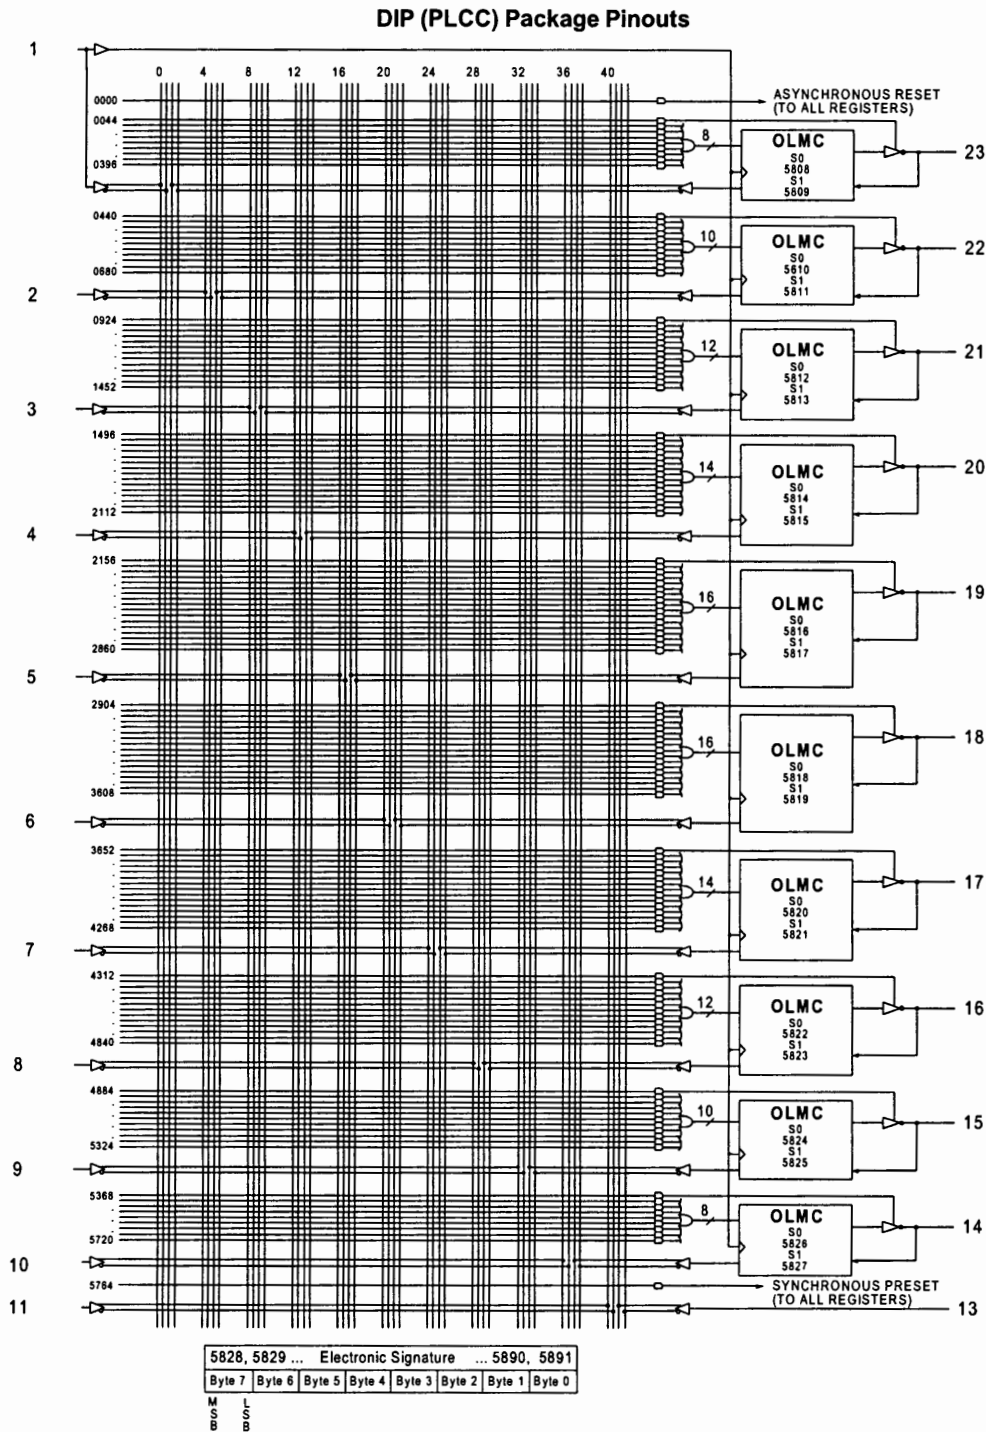 DIP (PLCC) Package Pinouts
1
0 4 8 12 16 20 24 28 32 36 40
0000
ASYNCHRONOUS RESET
(TO ALL REGISTERS)
0044
0396
8
OLMC
S0
5808
S1
5809
23
0440
0680
10
OLMC
S0
5610
S1
5811
22
2
0924
1452
12
OLMC
S0
5812
S1
5813
21
3
1496
2112
14
OLMC
S0
5814
S1
5815
20
4
2156
2860
16
OLMC
S0
5816
S1
5817
19
5
2904
3608
16
OLMC
S0
5818
S1
5819
18
6
3652
4268
14
OLMC
S0
5820
S1
5821
17
7
4312
4840
12
OLMC
S0
5822
S1
5823
16
8
4884
5324
10
OLMC
S0
5824
S1
5825
15
9
5368
5720
8
OLMC
S0
5826
S1
5827
14
10
5764
SYNCHRONOUS PRESET
(TO ALL REGISTERS)
11
13
5828, 5829 ... Electronic Signature ... 5890, 5891
Byte 7 Byte 6 Byte 5 Byte 4 Byte 3 Byte 2 Byte 1 Byte 0
MSB
LSB